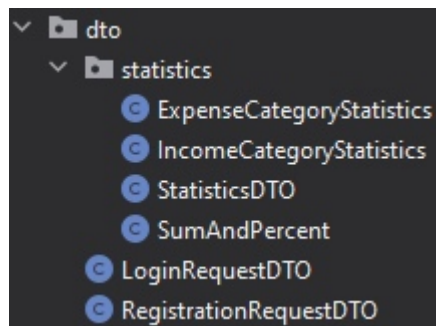 dto
statistics
ExpenseCategoryStatistics
IncomeCategoryStatistics
StatisticsDTO
SumAndPercent
LoginRequestDTO
RegistrationRequestDTO